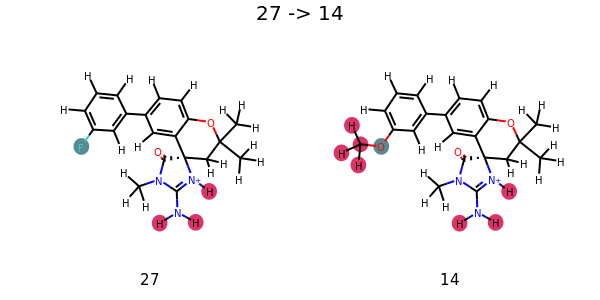 27 -> 14
H H H H H H
H H H H H H
H O H H O H
H H H H H H
F H H O H H
O H H H O H
H N N+ H H H H N N+ H
H H H H
H N H H N H
27 14